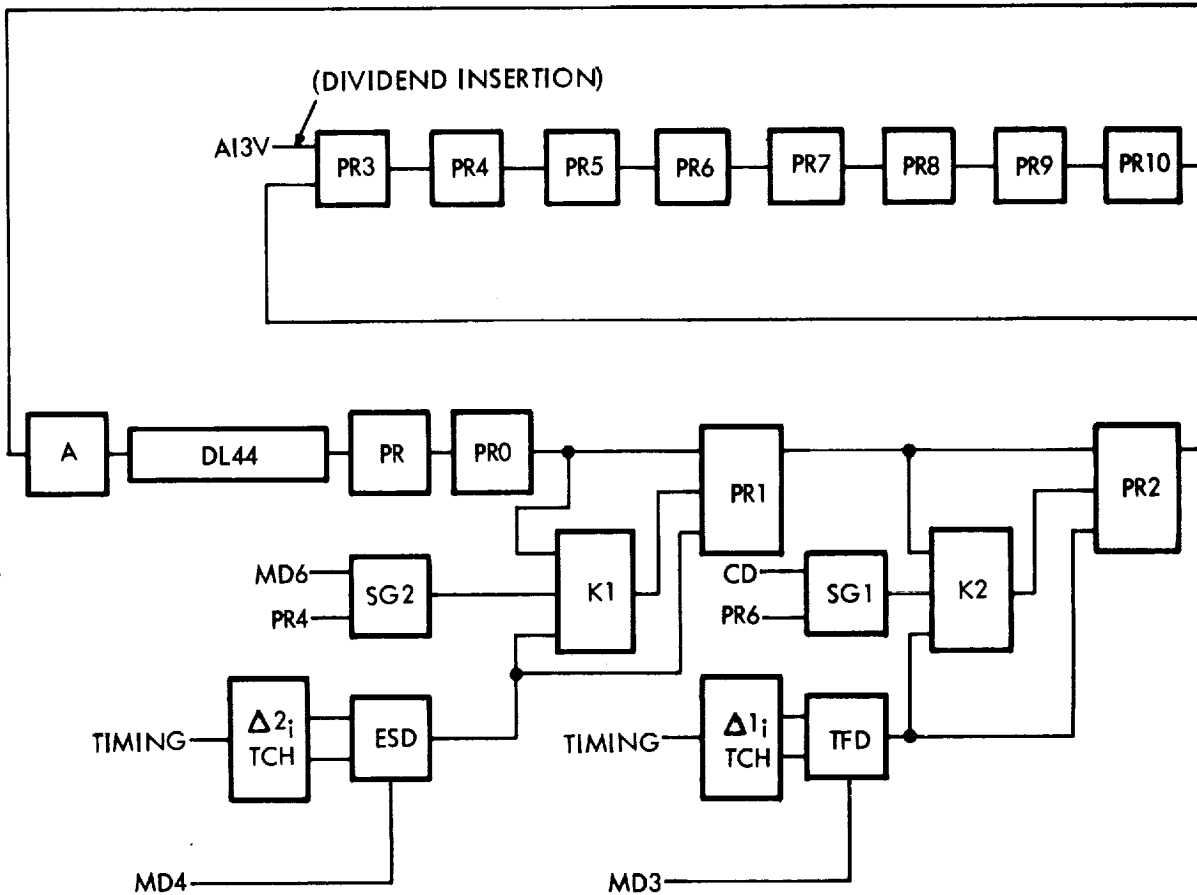 (DIVIDEND INSERTION)
AI3V
PR3 PR4 PR5 PR6 PR7 PR8 PR9 PR10
A DL44 PR PR0 PR1 PR2
MD6
PR4
SG2
K1
CD
PR6
SG1
K2
TIMING
Δ2i
TCH
ESD
TIMING
Δ1i
TCH
TFD
MD4
MD3